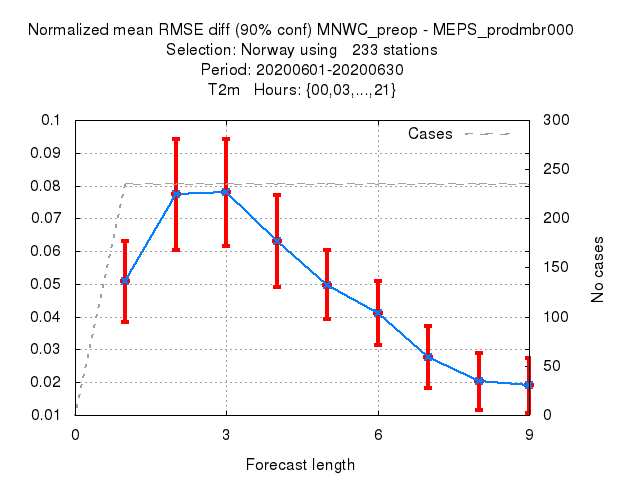 Normalized mean RMSE diff (90% conf) MNWC_preop - MEPS_prodmbr000
Selection: Norway using   233 stations
Period: 20200601-20200630
T2m   Hours: {00,03,...,21}
Cases
0.1
0.09
0.08
0.07
0.06
0.05
0.04
0.03
0.02
0.01
300
250
200
150
100
50
0
No cases
0 3 6 9
Forecast length